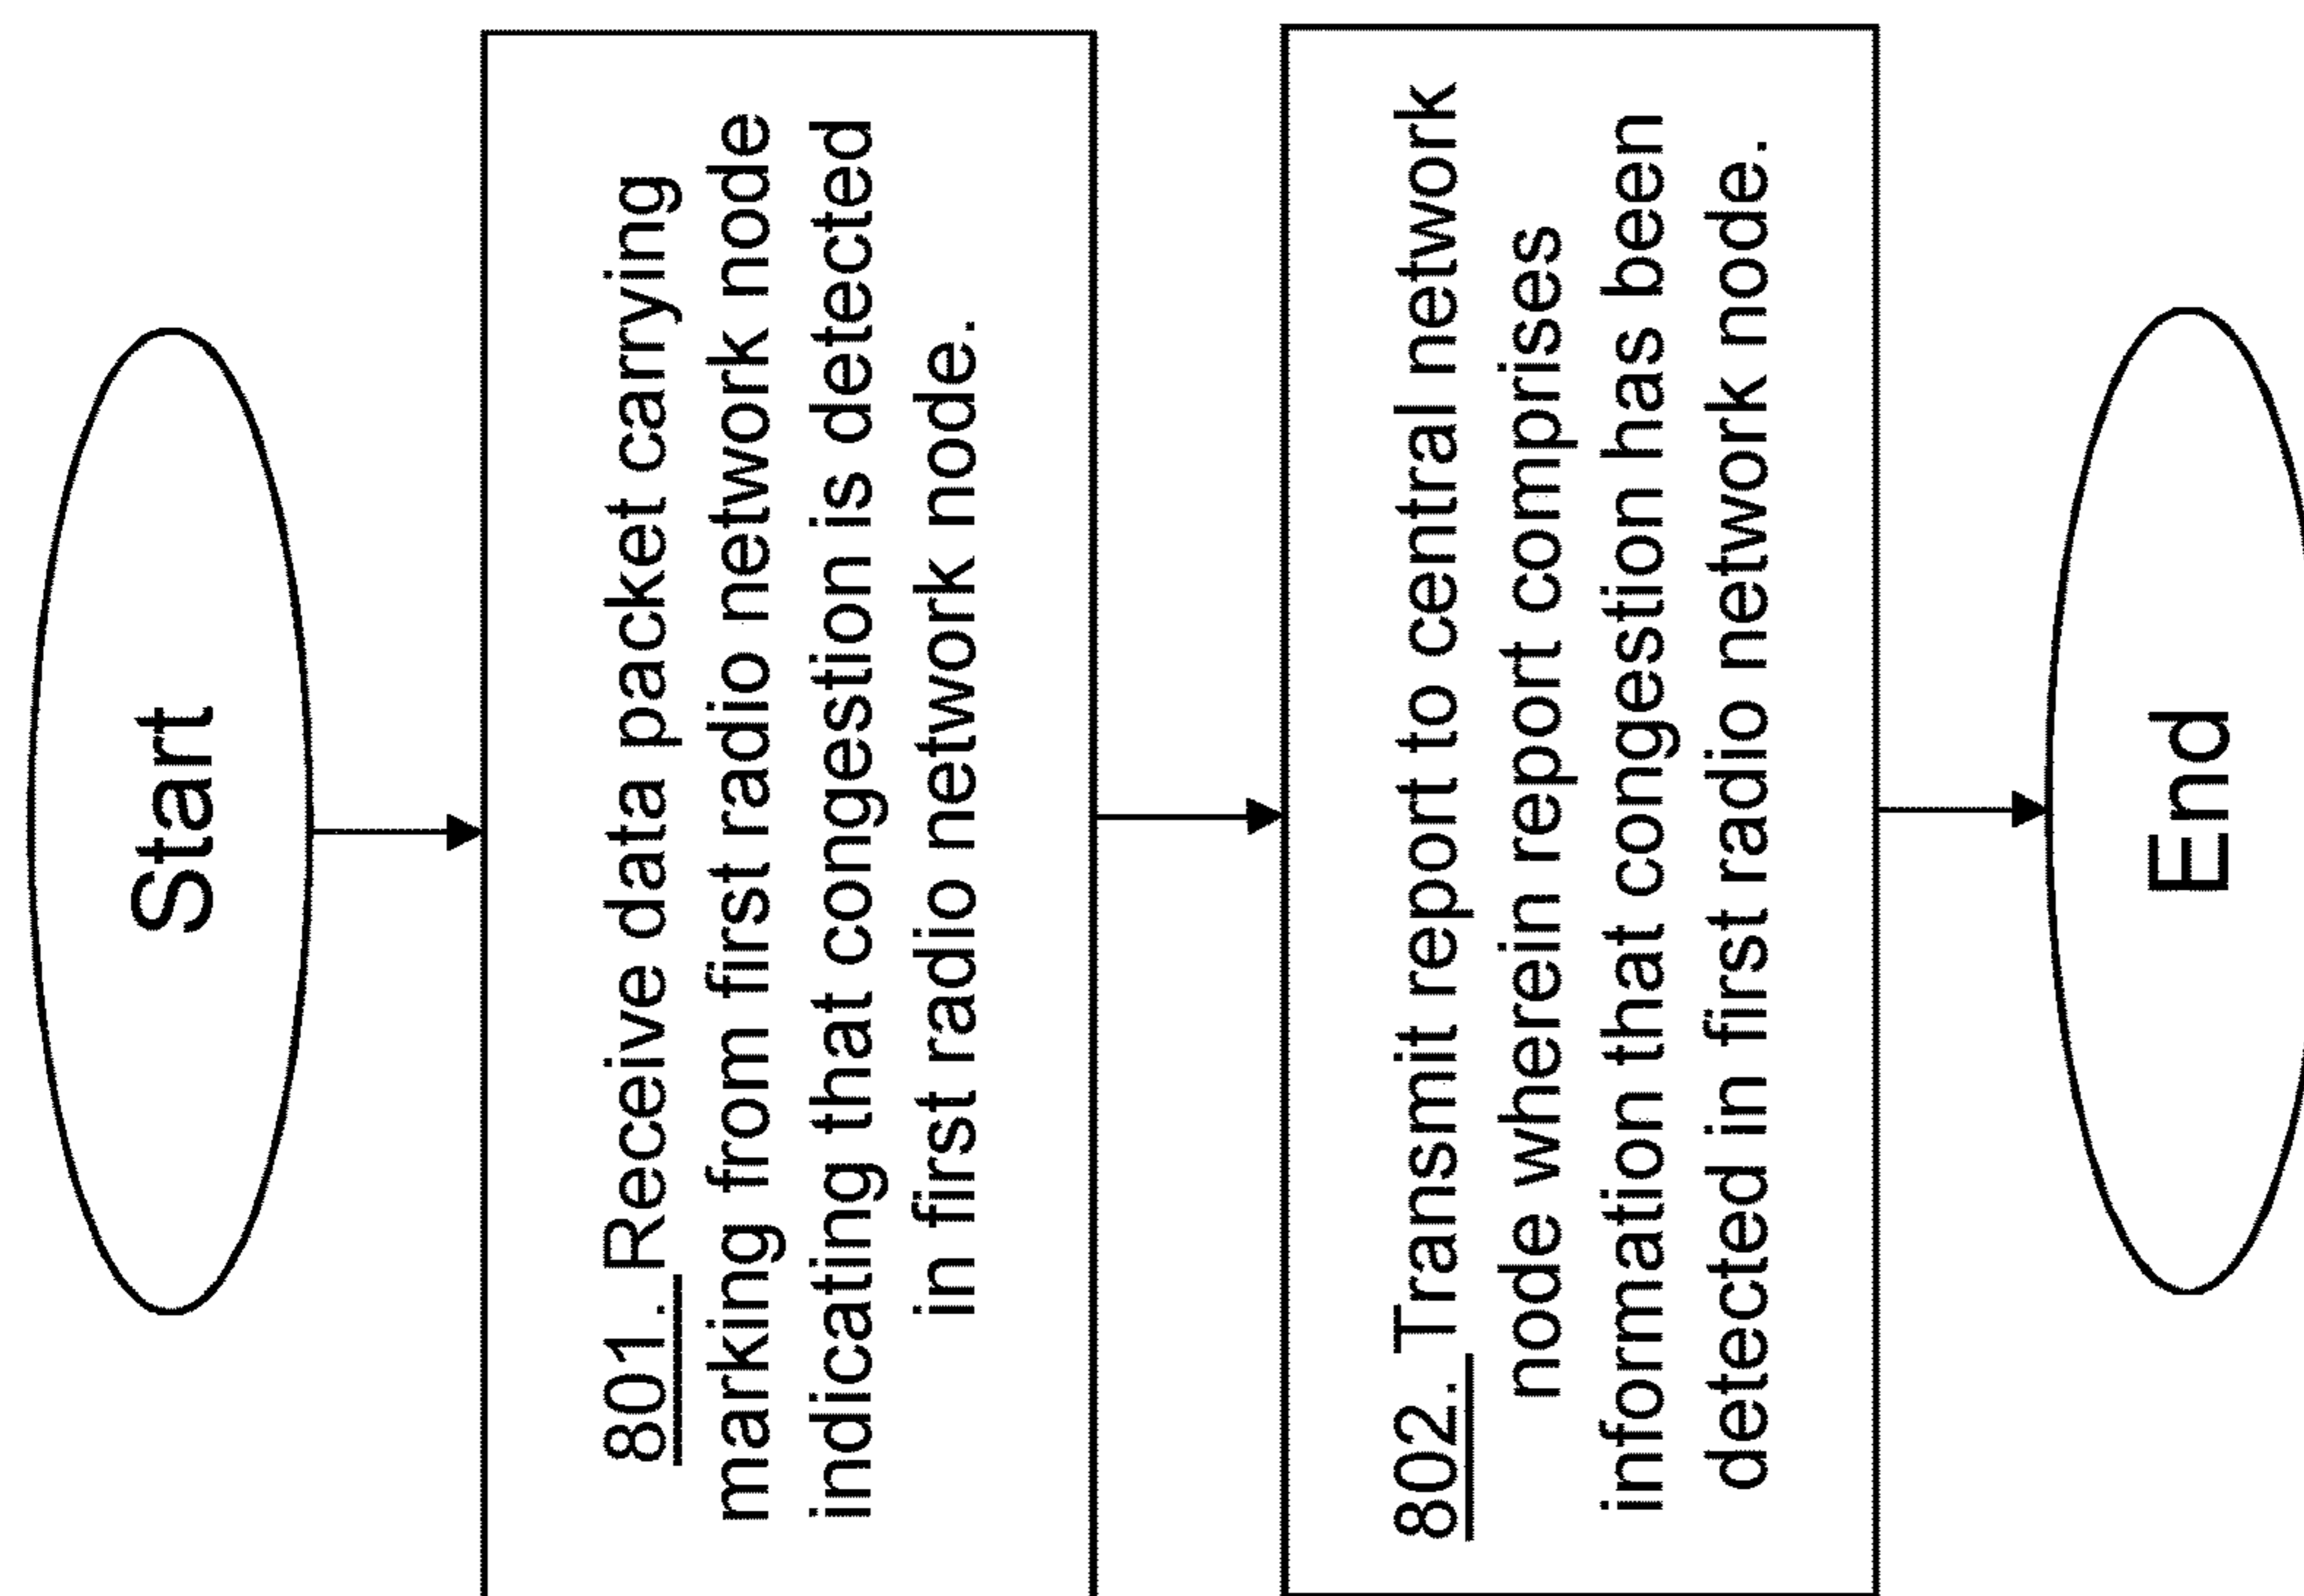 Start
801. Receive data packet carrying
marking from first radio network node
indicating that congestion is detected
in first radio network node.
802. Transmit report to central network
node wherein report comprises
information that congestion has been
detected in first radio network node.
End